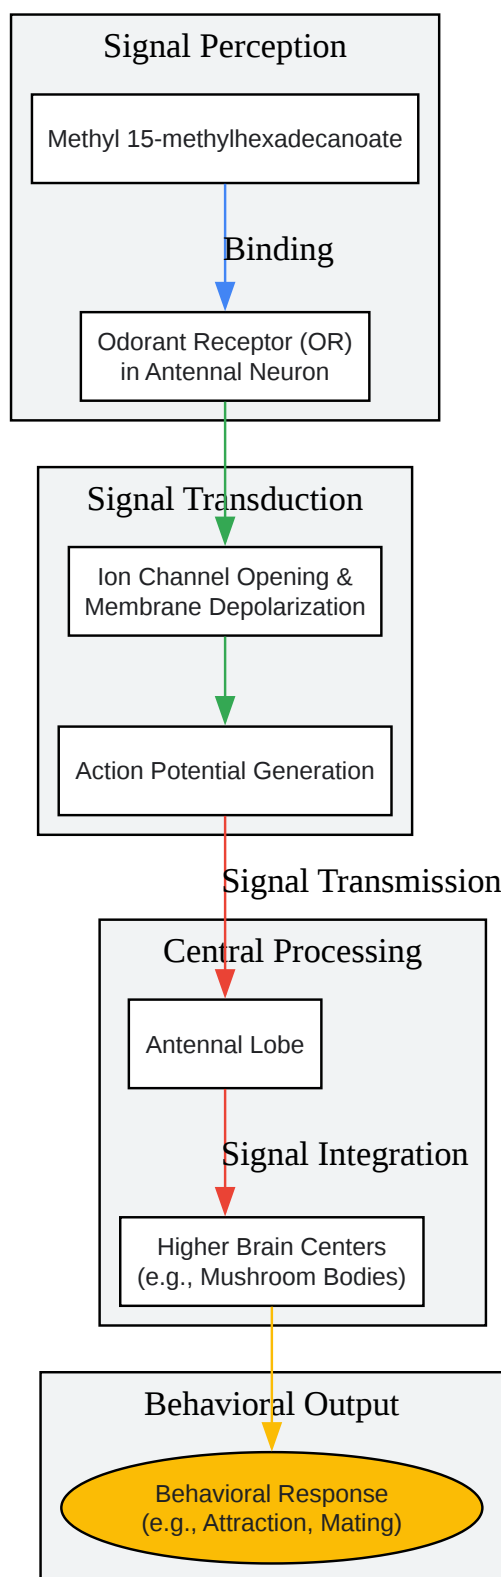 Signal Perception
Methyl 15-methylhexadecanoate
Binding
Odorant Receptor (OR)
in Antennal Neuron
Signal Transduction
Ion Channel Opening &
Membrane Depolarization
Action Potential Generation
Signal Transmission
Central Processing
Antennal Lobe
Signal Integration
Higher Brain Centers
(e.g., Mushroom Bodies)
Behavioral Output
Behavioral Response
(e.g., Attraction, Mating)